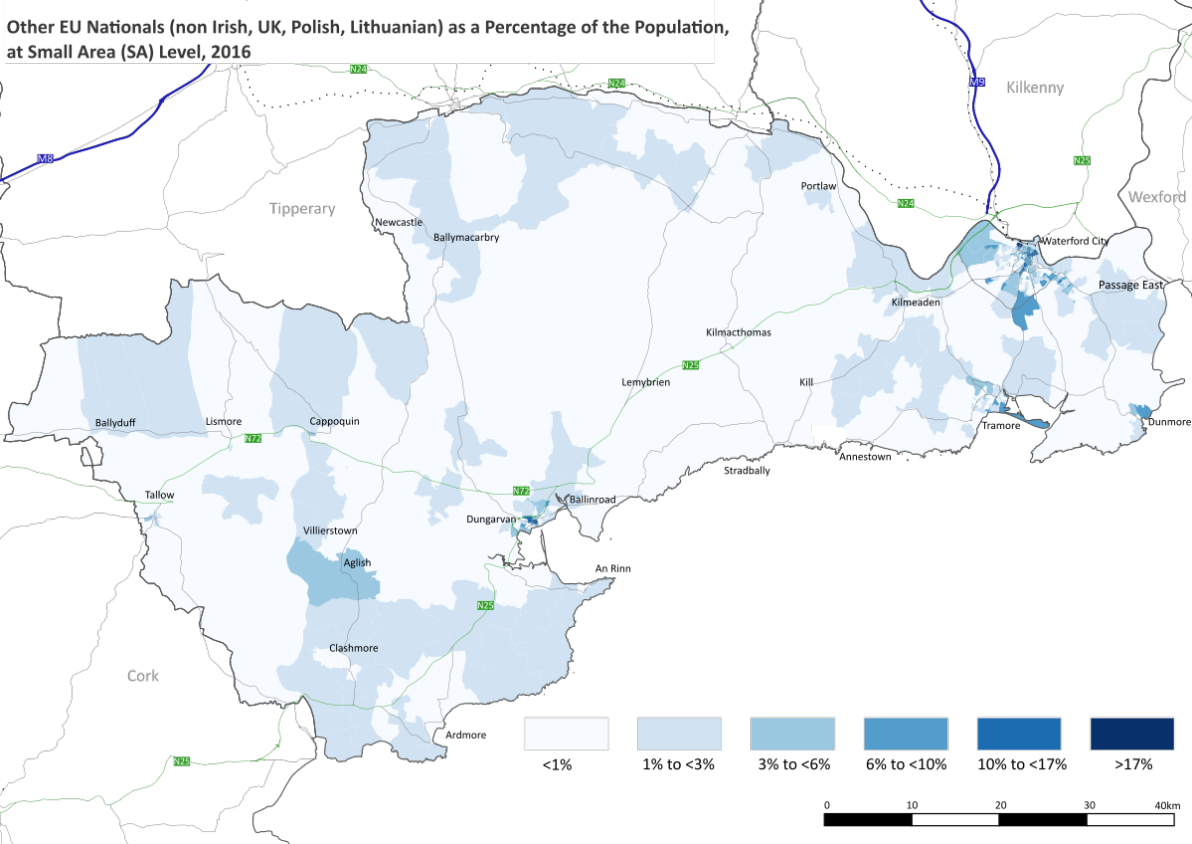 Other EU Nationals (non Irish, UK, Polish, Lithuanian) as a Percentage of the Population,
at Small Area (SA) Level, 2016
N24
N24
M9
Kilkenny
M8
N25
Portlaw
Tipperary
N24
Wexford
Newcastle
Ballymacarbry
Waterford City
Passage East
Kilmeaden
Kilmacthomas
N25
Lemybrien
Kill
Ballyduff
Lismore
Cappoquin
Tramore
Dunmore
N72
Annestown
Stradbally
Tallow
N72
Ballinroad
Dungarvan
Villierstown
Aglish
An Rinn
N25
Clashmore
Cork
Ardmore
N25
<1%
1% to <3%
3% to <6%
6% to <10%
10% to <17%
>17%
0 10 20 30 40km